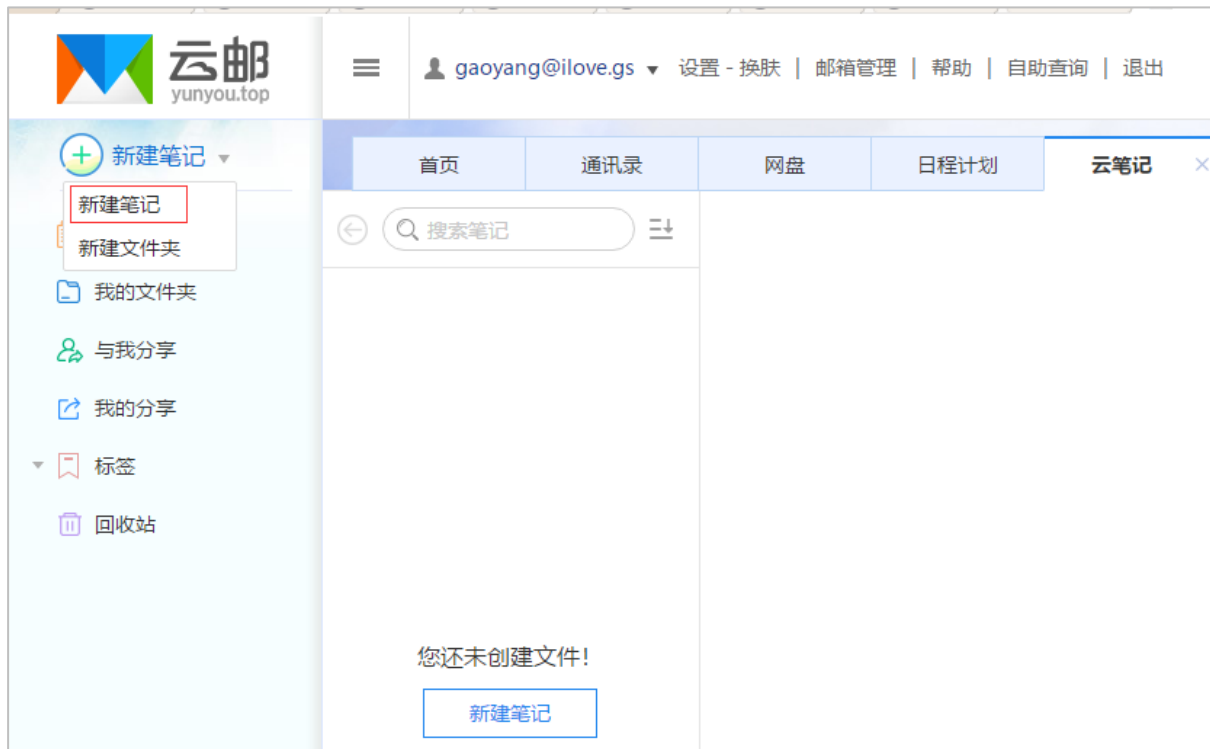 云邮
yunyou.top
gaoyang@ilove.gs 设置 - 换肤 | 邮箱管理 | 帮助 | 自助查询 | 退出
新建笔记
新建笔记
新建文件夹
我的文件夹
与我分享
我的分享
标签
回收站
首页 通讯录 网盘 日程计划 云笔记
搜索笔记
您还未创建文件!
新建笔记